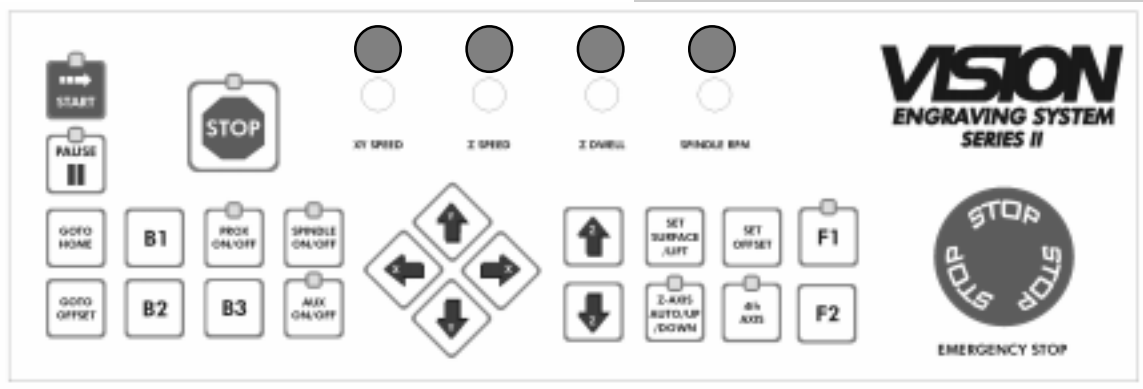 START
PAUSE
STOP
XY SPEED
Z SPEED
Z DWELL
SPINDLE RPM
VISION
ENGRAVING SYSTEM
SERIES II
GOTO
HOME
B1
PROX
ON/OFF
SPINDLE
ON/OFF
GOTO
OFFSET
B2
B3
AUX
ON/OFF
Y
X
X
Y
Z
SET
SURFACE
/LIFT
SET
OFFSET
F1
Z
Z-AXIS
AUTO/UP
/DOWN
4th
AXIS
F2
STOP
STOP
STOP
EMERGENCY STOP